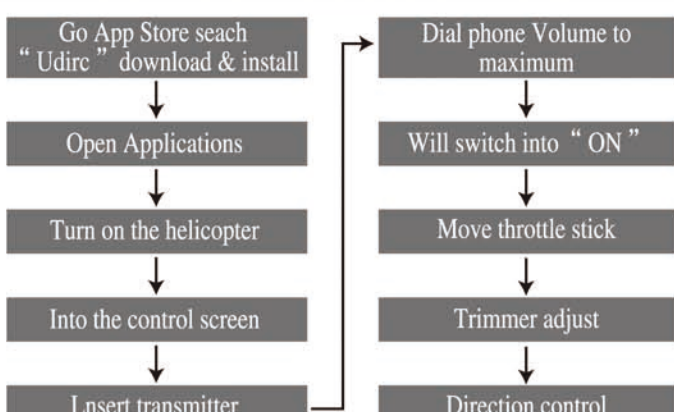 Go App Store seach
“ Udirc ” download & install
Open Applications
Turn on the helicopter
Into the control screen
Lnsert transmitter
Dial phone Volume to
maximum
Will switch into “ ON ”
Move throttle stick
Trimmer adjust
Direction control